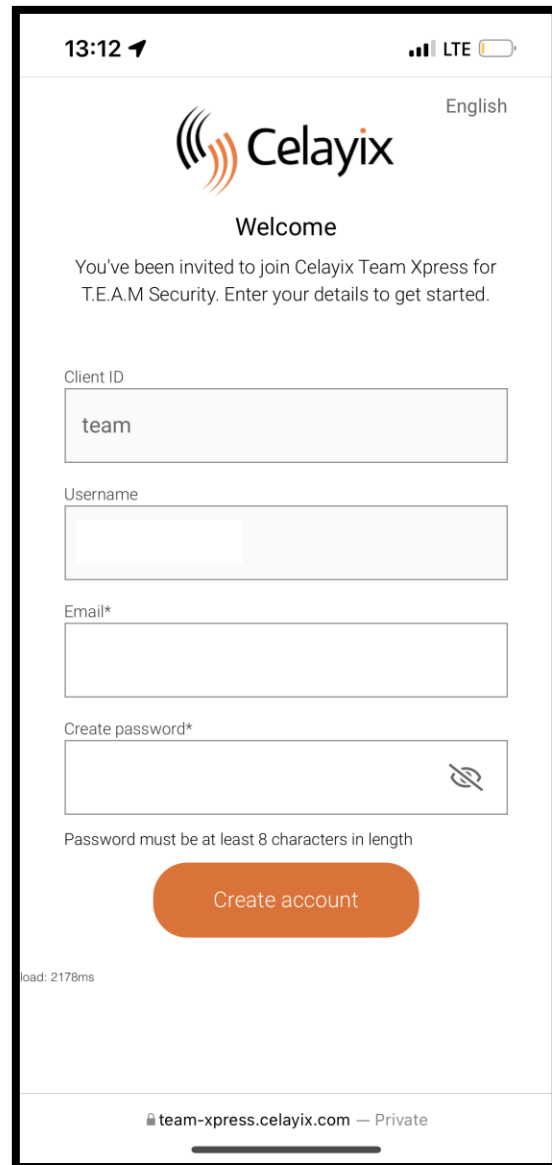 13:12
LTE
English
Celayix
Welcome
You've been invited to join Celayix Team Xpress for
T.E.A.M Security. Enter your details to get started.
Client ID
team
Username
Email*
Create password*
Password must be at least 8 characters in length
Create account
load: 2178ms
team-xpress.celayix.com — Private